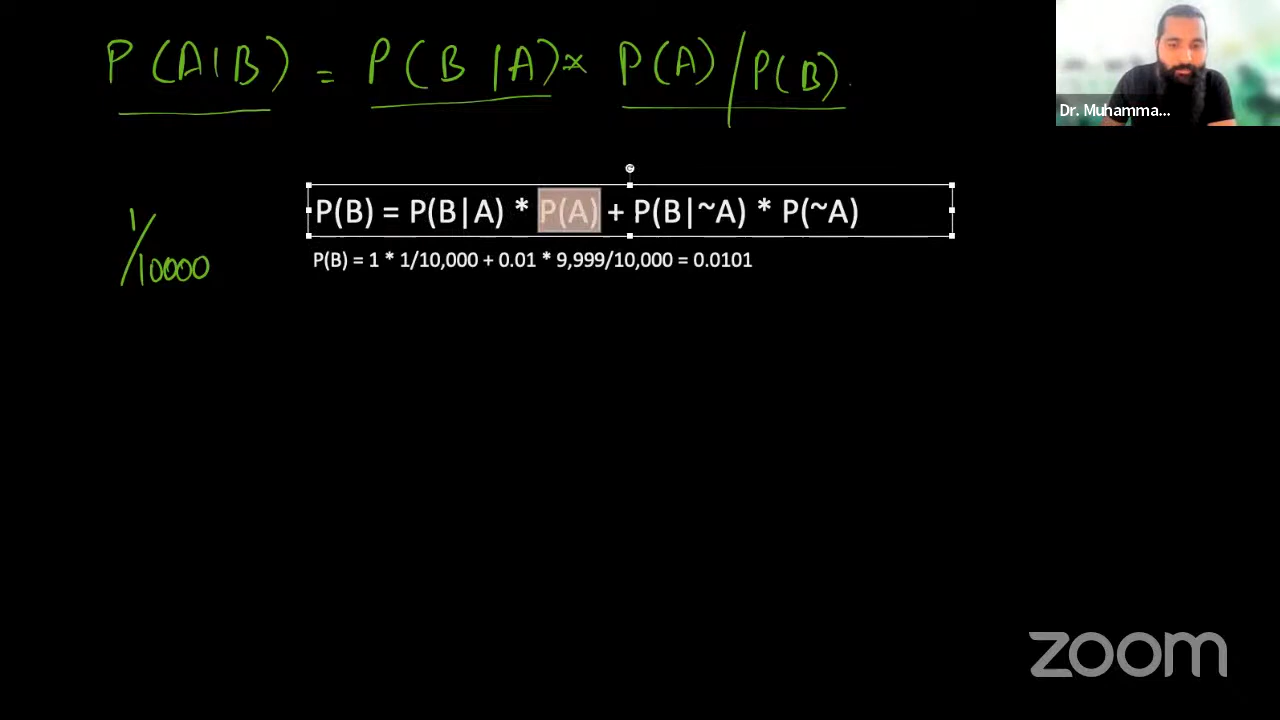 P(A|B) = P(B|A) × P(A)/P(B).
Dr. Muhamma...
P(B) = P(B|A) * P(A) + P(B|~A) * P(~A)
1/10000
P(B) = 1 * 1/10,000 + 0.01 * 9,999/10,000 = 0.0101
zoom